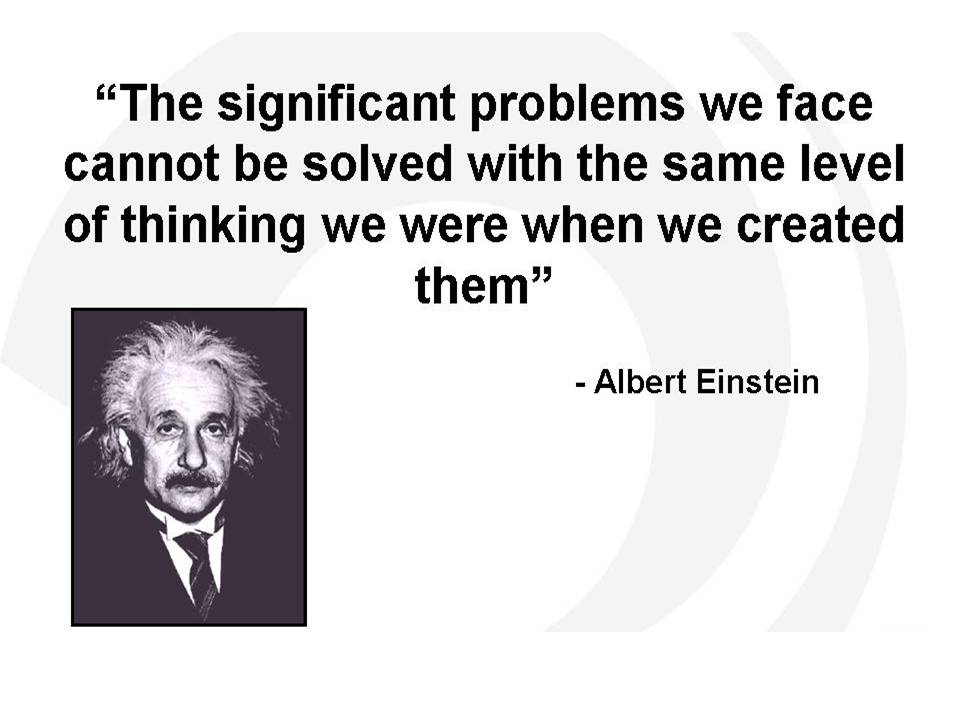 “The significant problems we face
cannot be solved with the same level
of thinking we were when we created
them”
- Albert Einstein